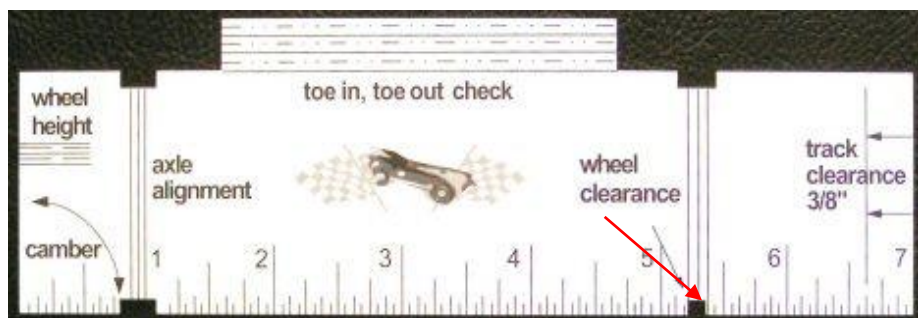 toe in, toe out check
wheel
height
axle
alignment
wheel
clearance
track
clearance
3/8"
camber
1 2 3 4 5 6 7